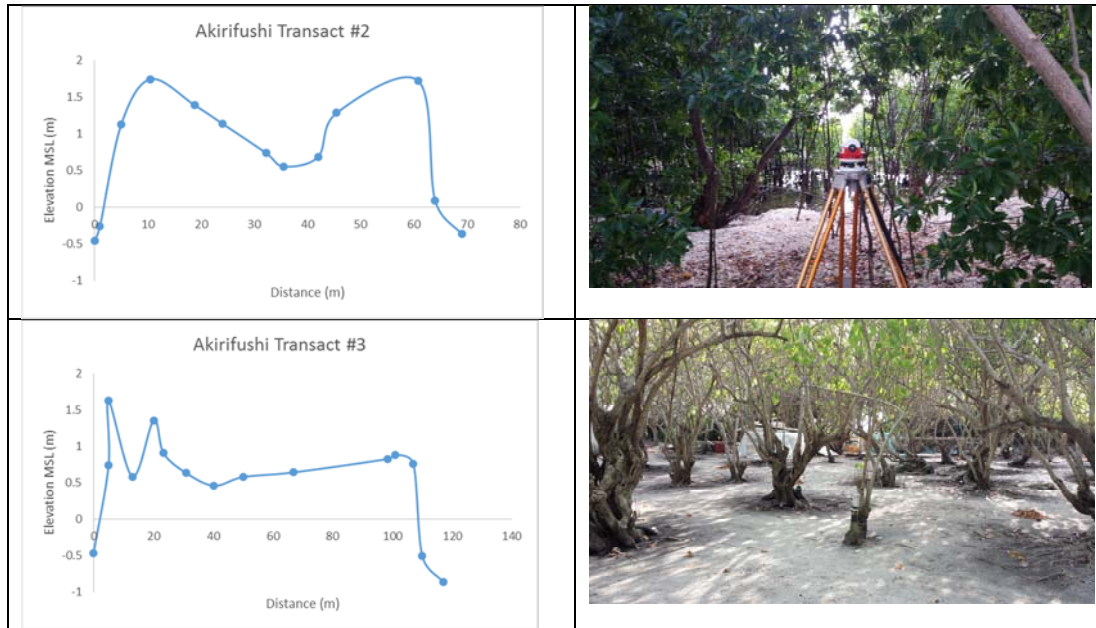 Akirifushi Transact #2
Elevation MSL (m)
2
1.5
1
0.5
0
-0.5
-1
0 10 20 30 40 50 60 70 80
Distance (m)
Akirifushi Transact #3
Elevation MSL (m)
2
1.5
1
0.5
0
-0.5
-1
0 20 40 60 80 100 120 140
Distance (m)